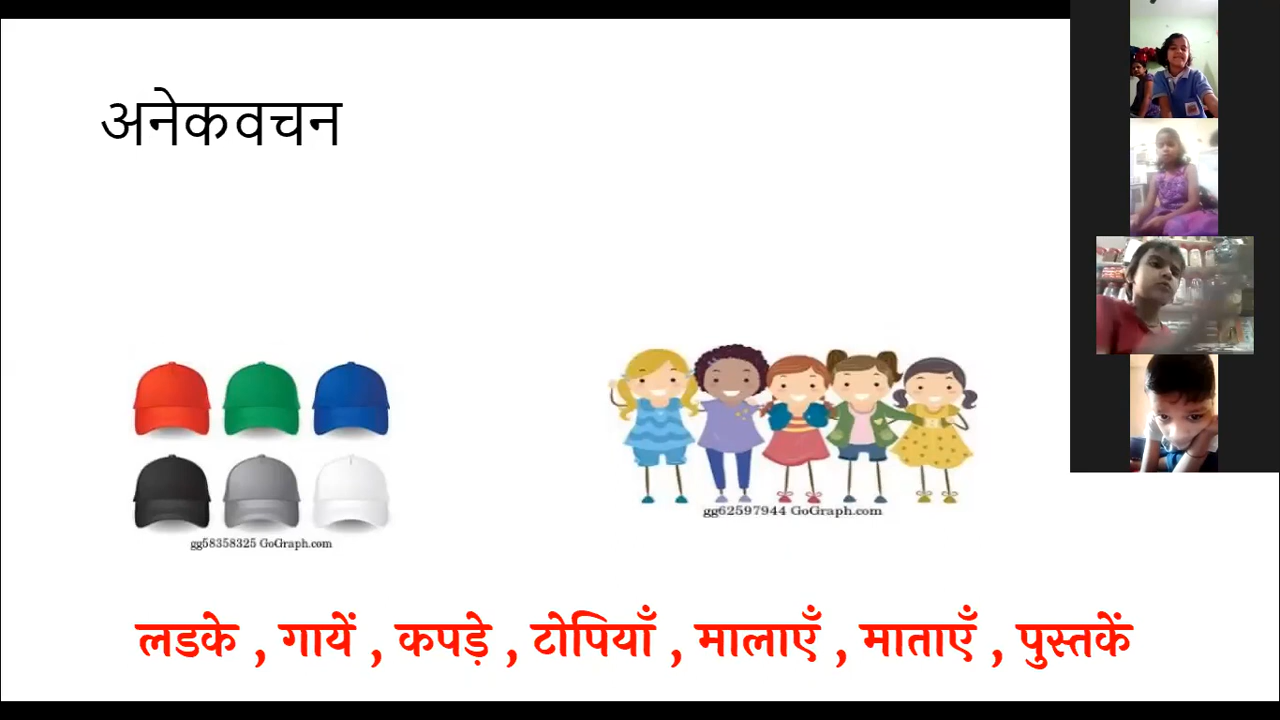 अनेकवचन
gg62597944 GoGraph.com
gg58358325 GoGraph.com
लडके , गायें , कपड़े , टोपियाँ , मालाएँ , माताएँ , पुस्तकें